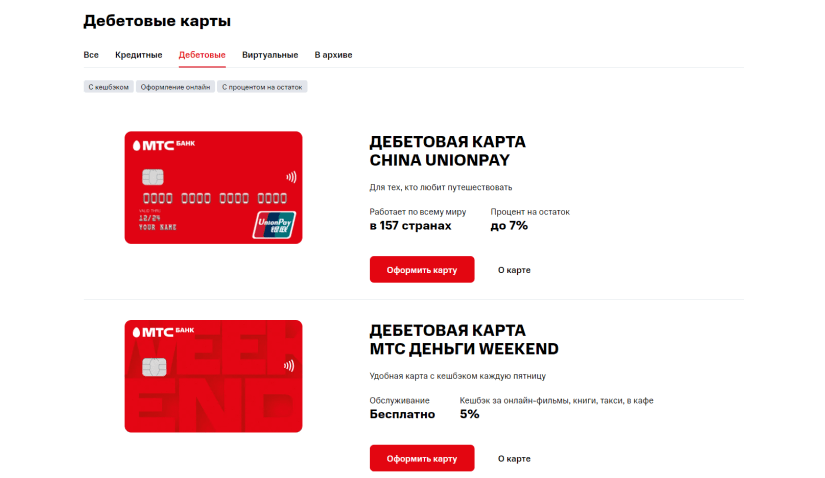 Дебетовые карты
Все Кредитные Дебетовые Виртуальные В архиве
С кешбэком Оформление онлайн С процентом на остаток
МТС БАНК
0000 0000 0000 0000
VALID THRU
12/24
YOUR NAME
UnionPay
银联
ДЕБЕТОВАЯ КАРТА
CHINA UNIONPAY
Для тех, кто любит путешествовать
Работает по всему миру Процент на остаток
в 157 странах до 7%
Оформить карту О карте
МТС БАНК
WEEK
END
ДЕБЕТОВАЯ КАРТА
МТС ДЕНЬГИ WEEKEND
Удобная карта с кешбэком каждую пятницу
Обслуживание Кешбэк за онлайн-фильмы, книги, такси, в кафе
Бесплатно 5%
Оформить карту О карте